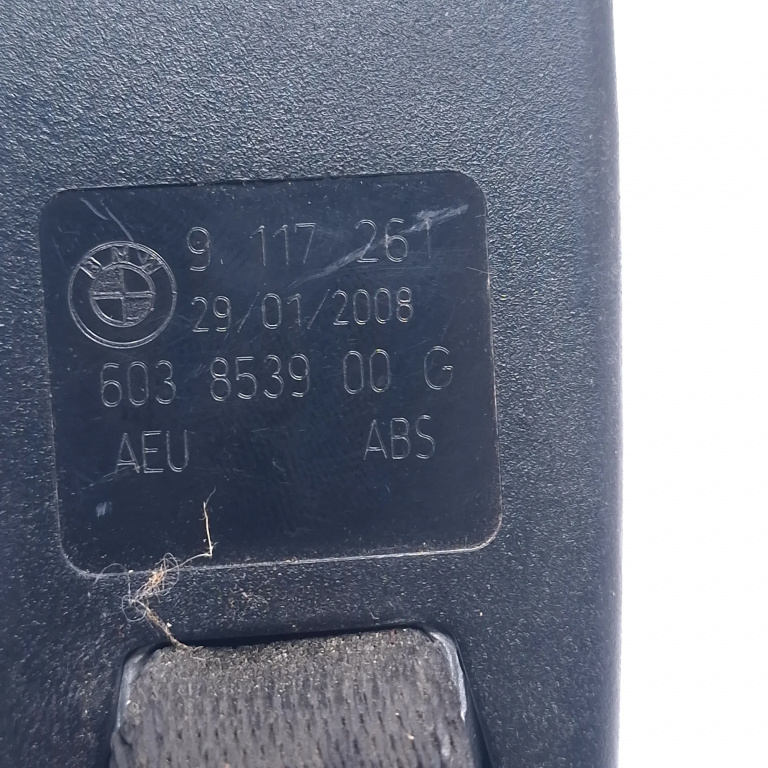 BMW
9 117 261
29/01/2008
603 8539 00 G
AEU ABS